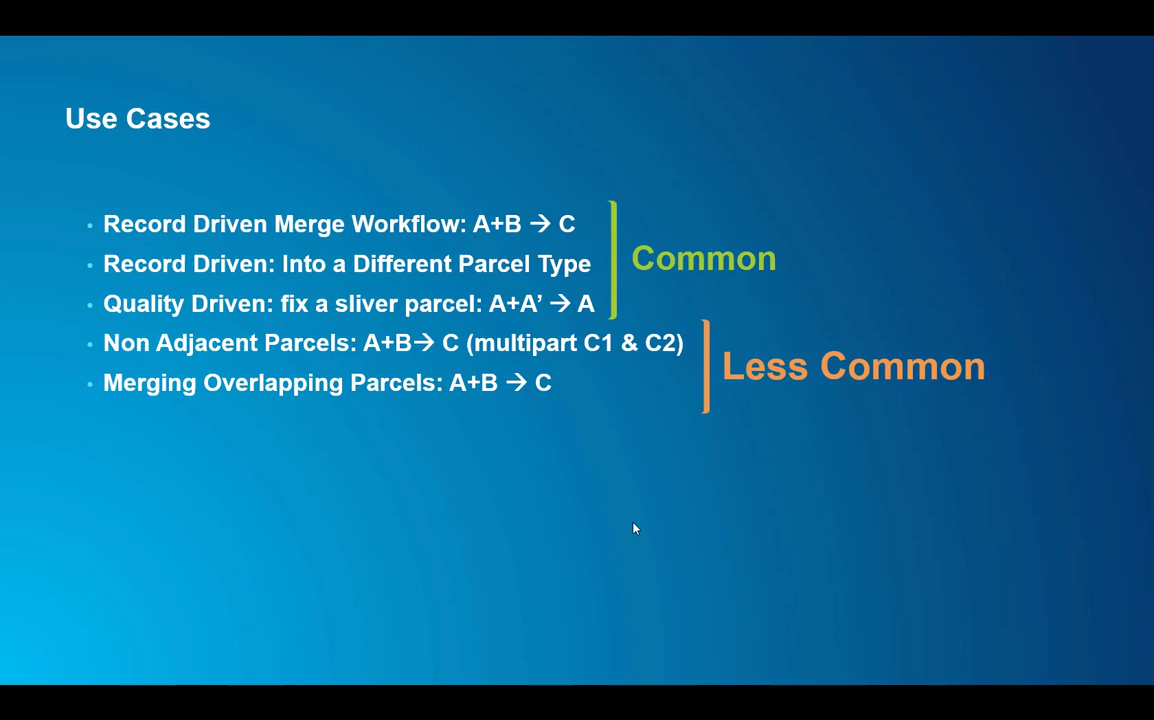 Use Cases
• Record Driven Merge Workflow: A+B → C
• Record Driven: Into a Different Parcel Type
• Quality Driven: fix a sliver parcel: A+A’ → A
Common
• Non Adjacent Parcels: A+B→ C (multipart C1 & C2)
• Merging Overlapping Parcels: A+B → C
Less Common